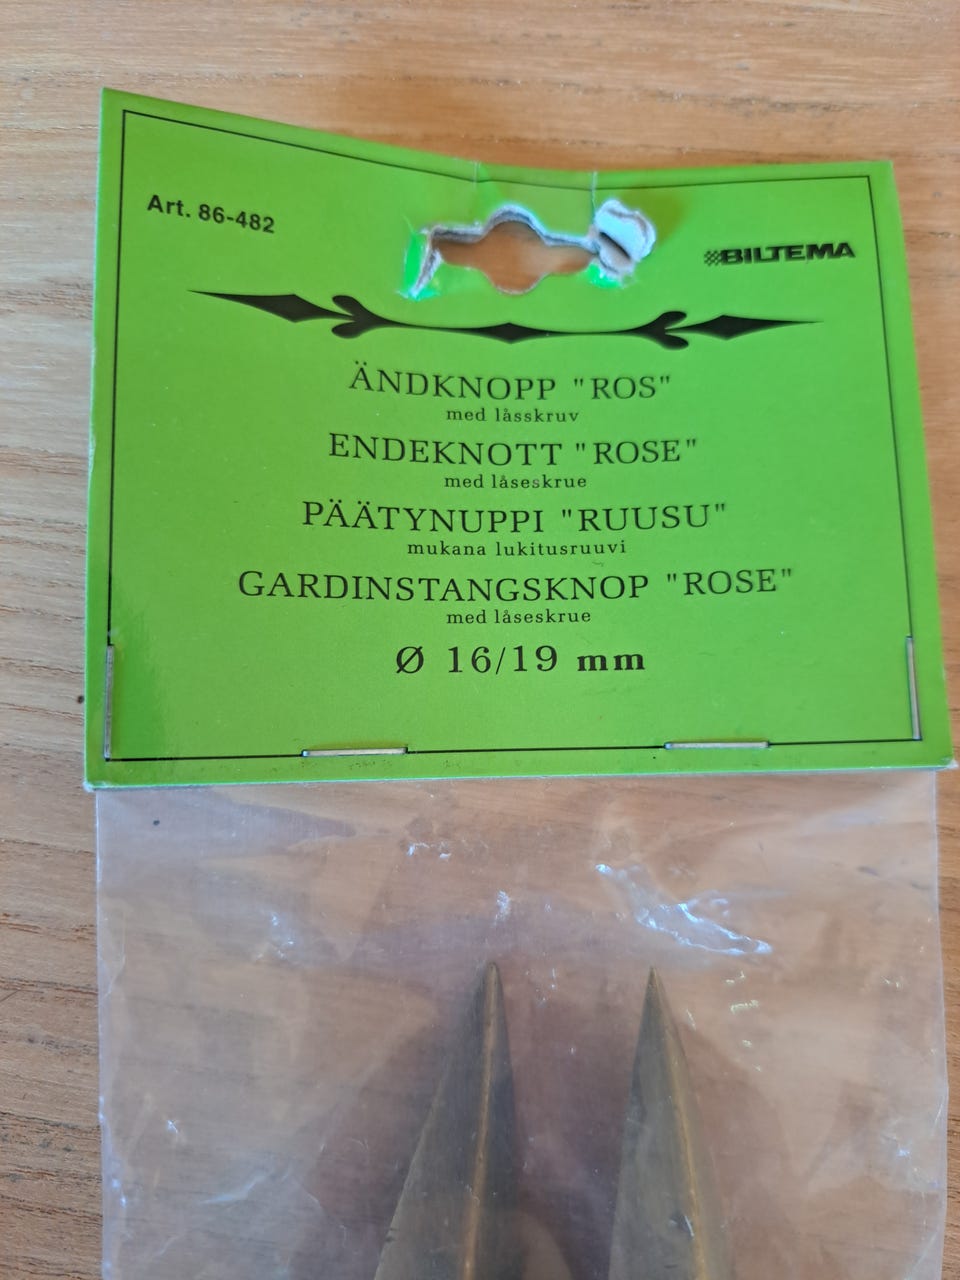 Art. 86-482
BILTEMA
ÄNDKNOPP "ROS"
med låsskruv
ENDEKNOTT "ROSE"
med låseskrue
PÄÄTYNUPPI "RUUSU"
mukana lukitusruuvi
GARDINSTANGSKNOP "ROSE"
med låseskrue
Ø 16/19 mm